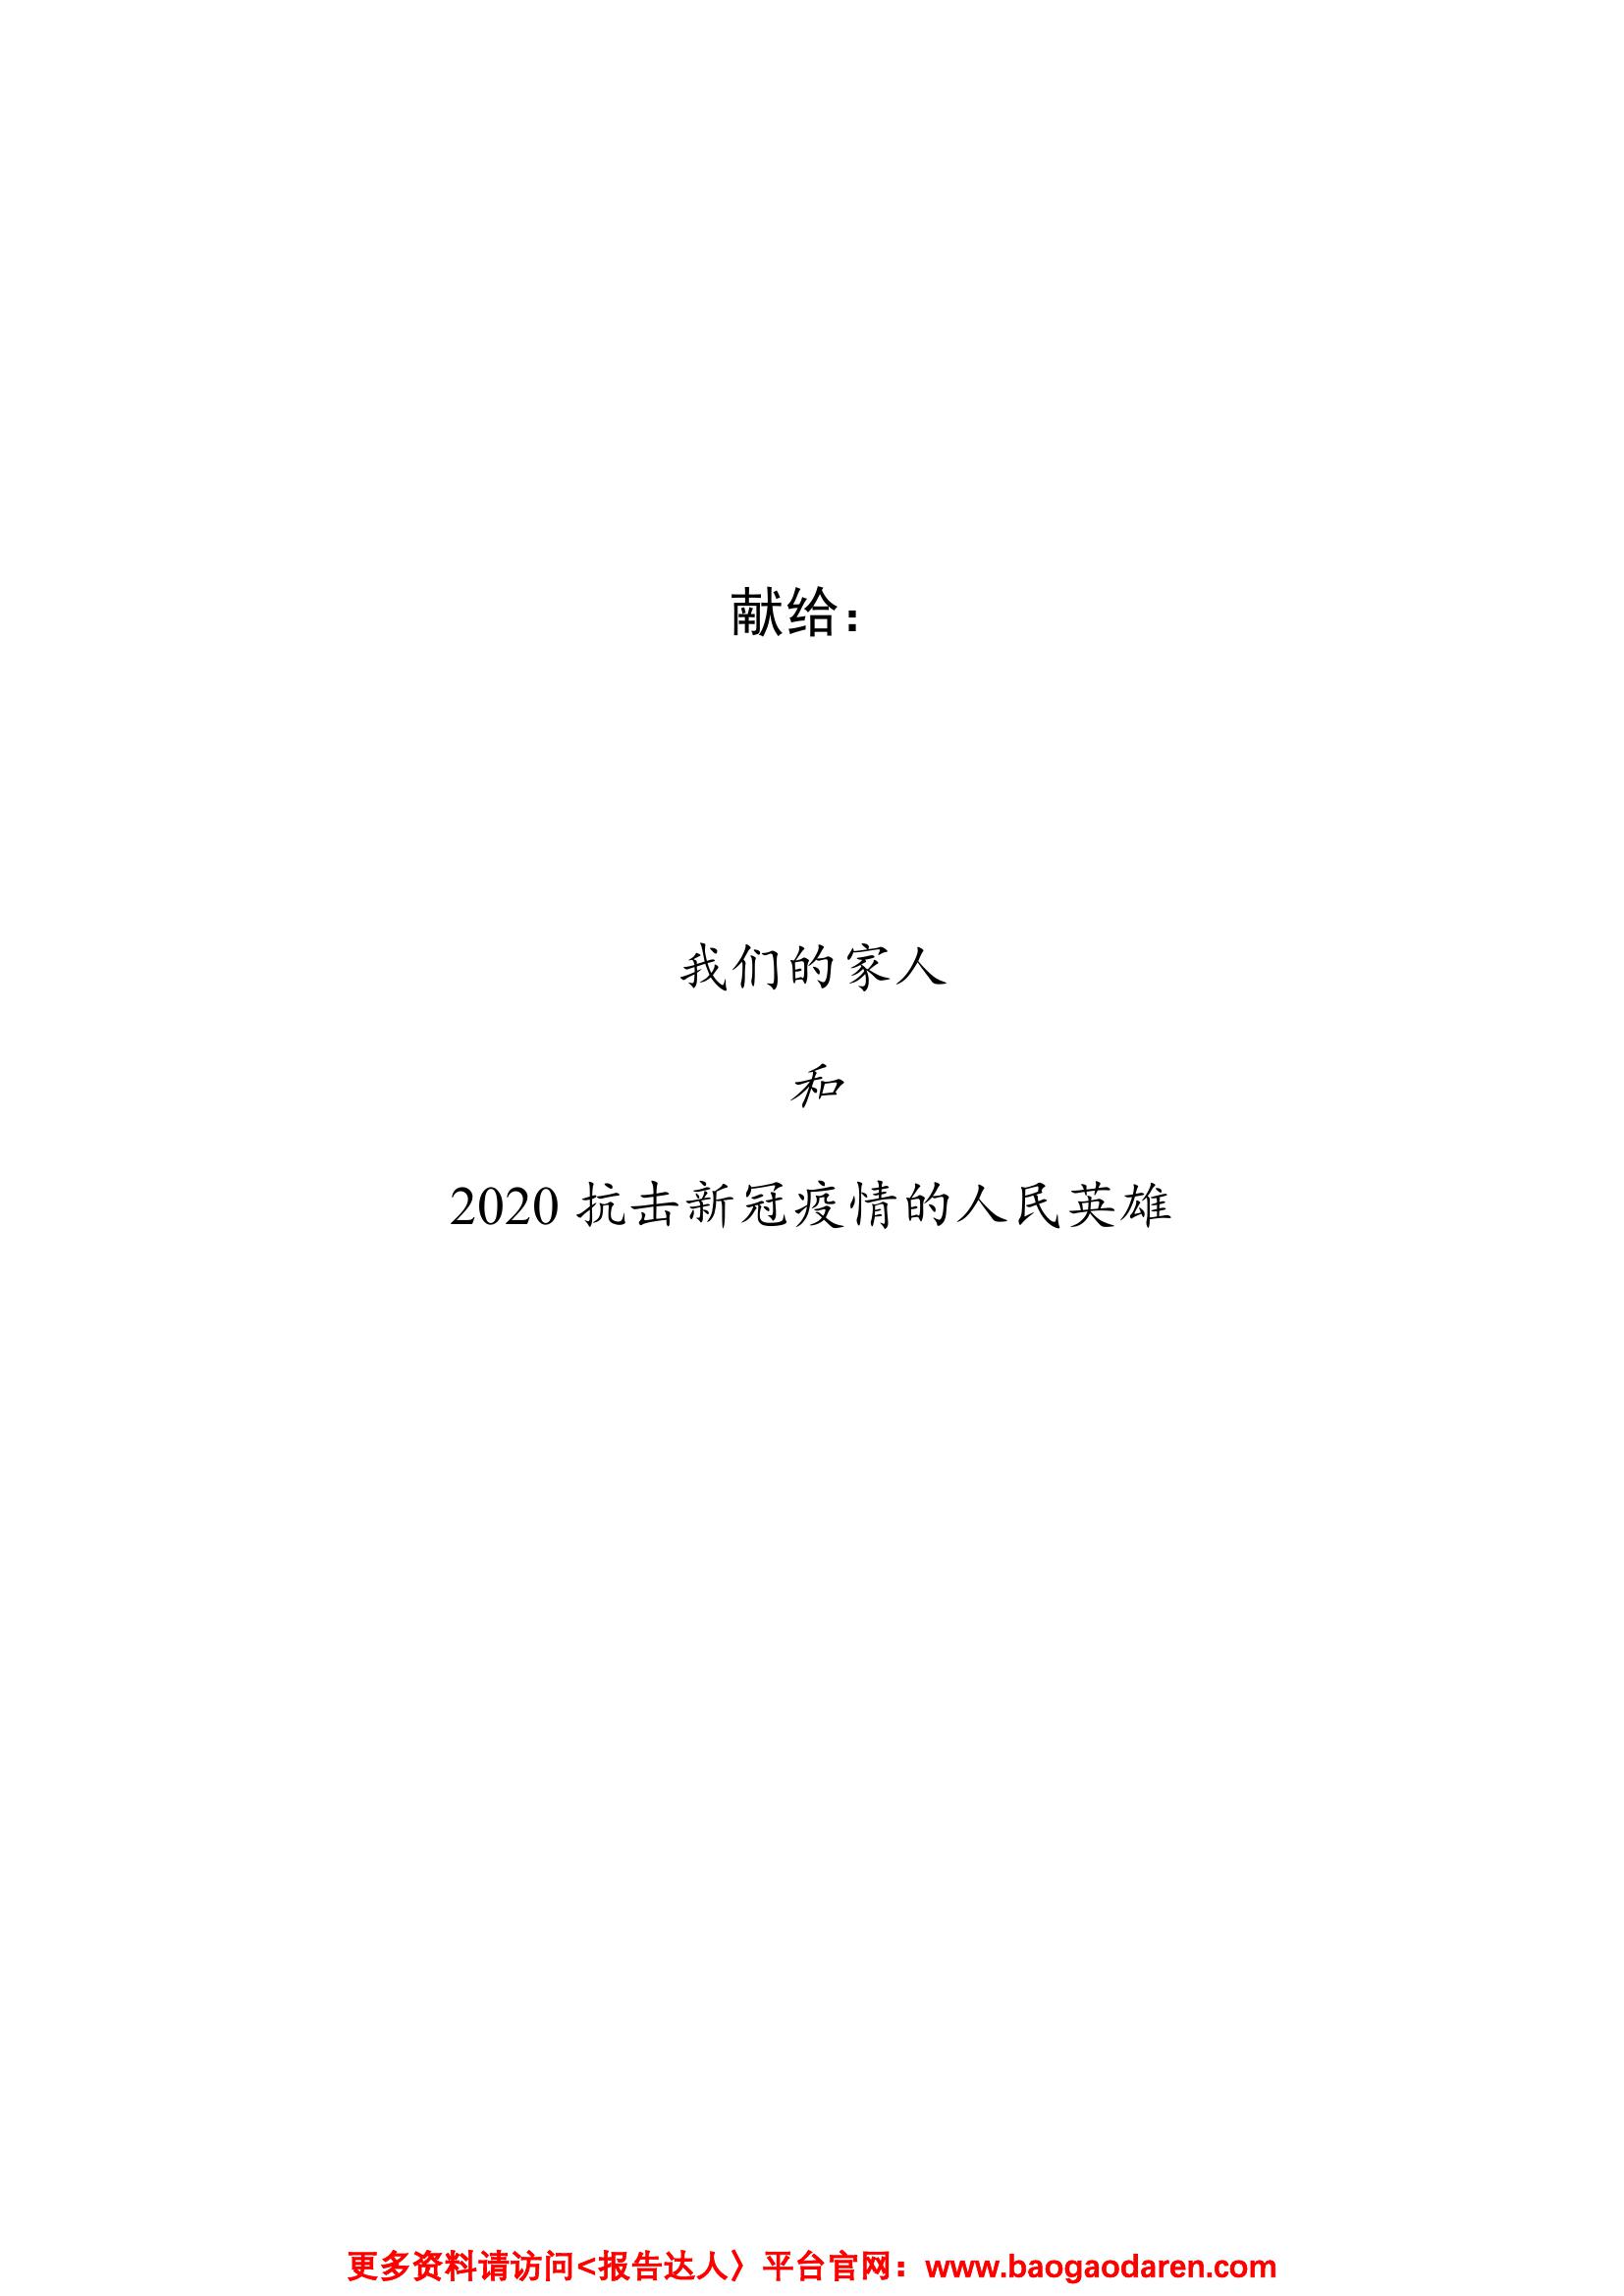 献给：
我们的家人
和
2020 抗击新冠疫情的人民英雄
更多资料请访问<报告达人〉平台官网：www.baogaodaren.com